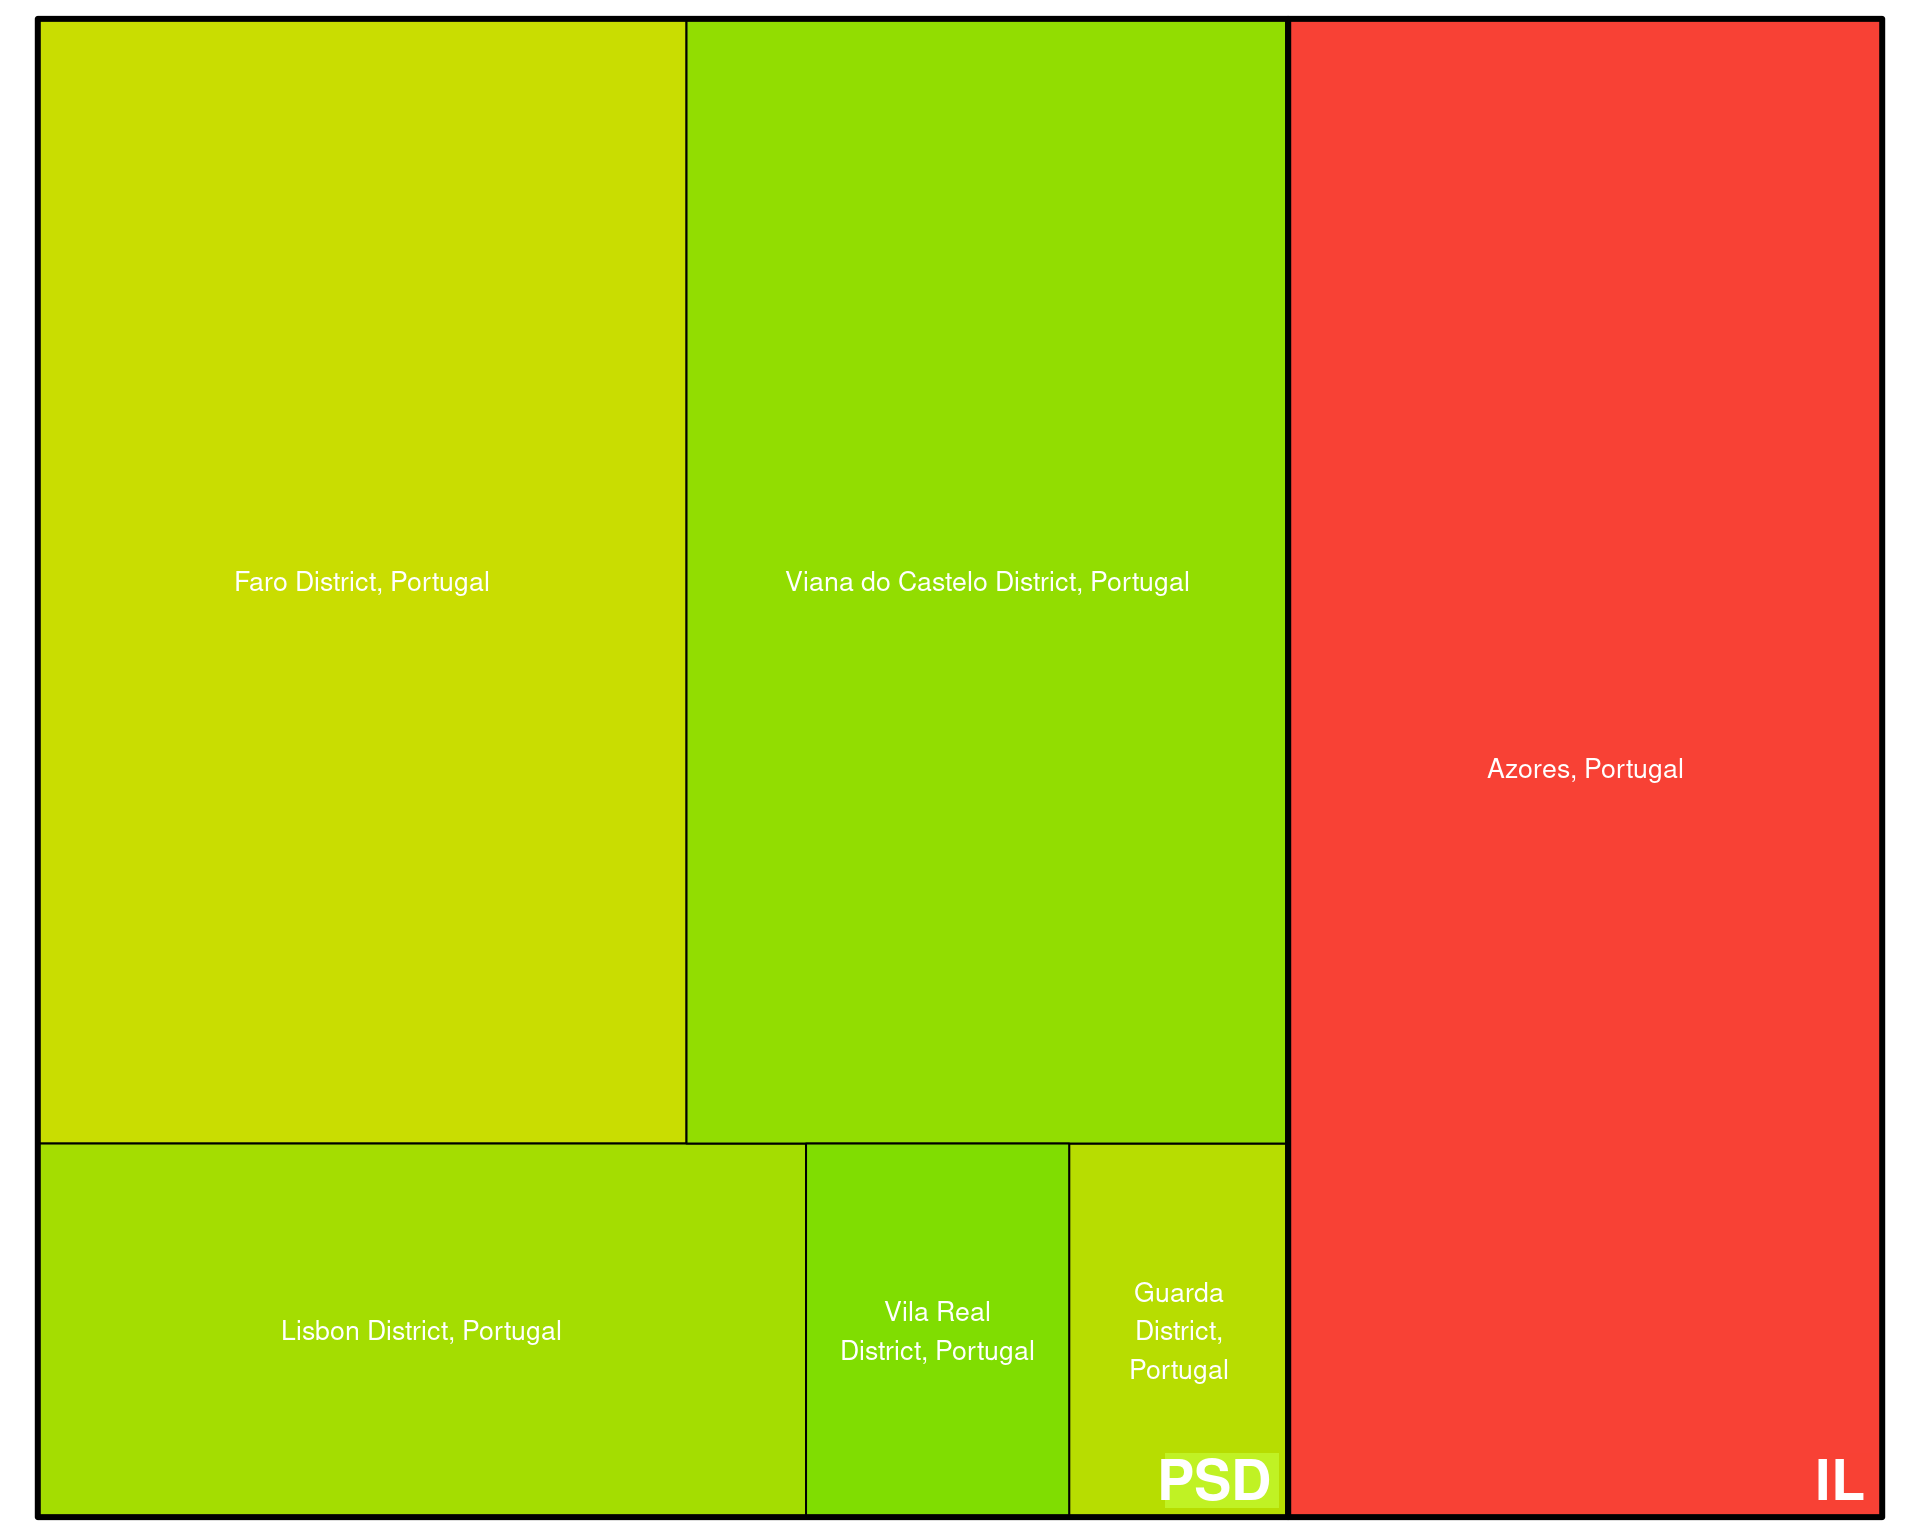 Faro District, Portugal
Viana do Castelo District, Portugal
Azores, Portugal
Lisbon District, Portugal
Vila Real
District, Portugal
Guarda
District,
Portugal
PSD
IL